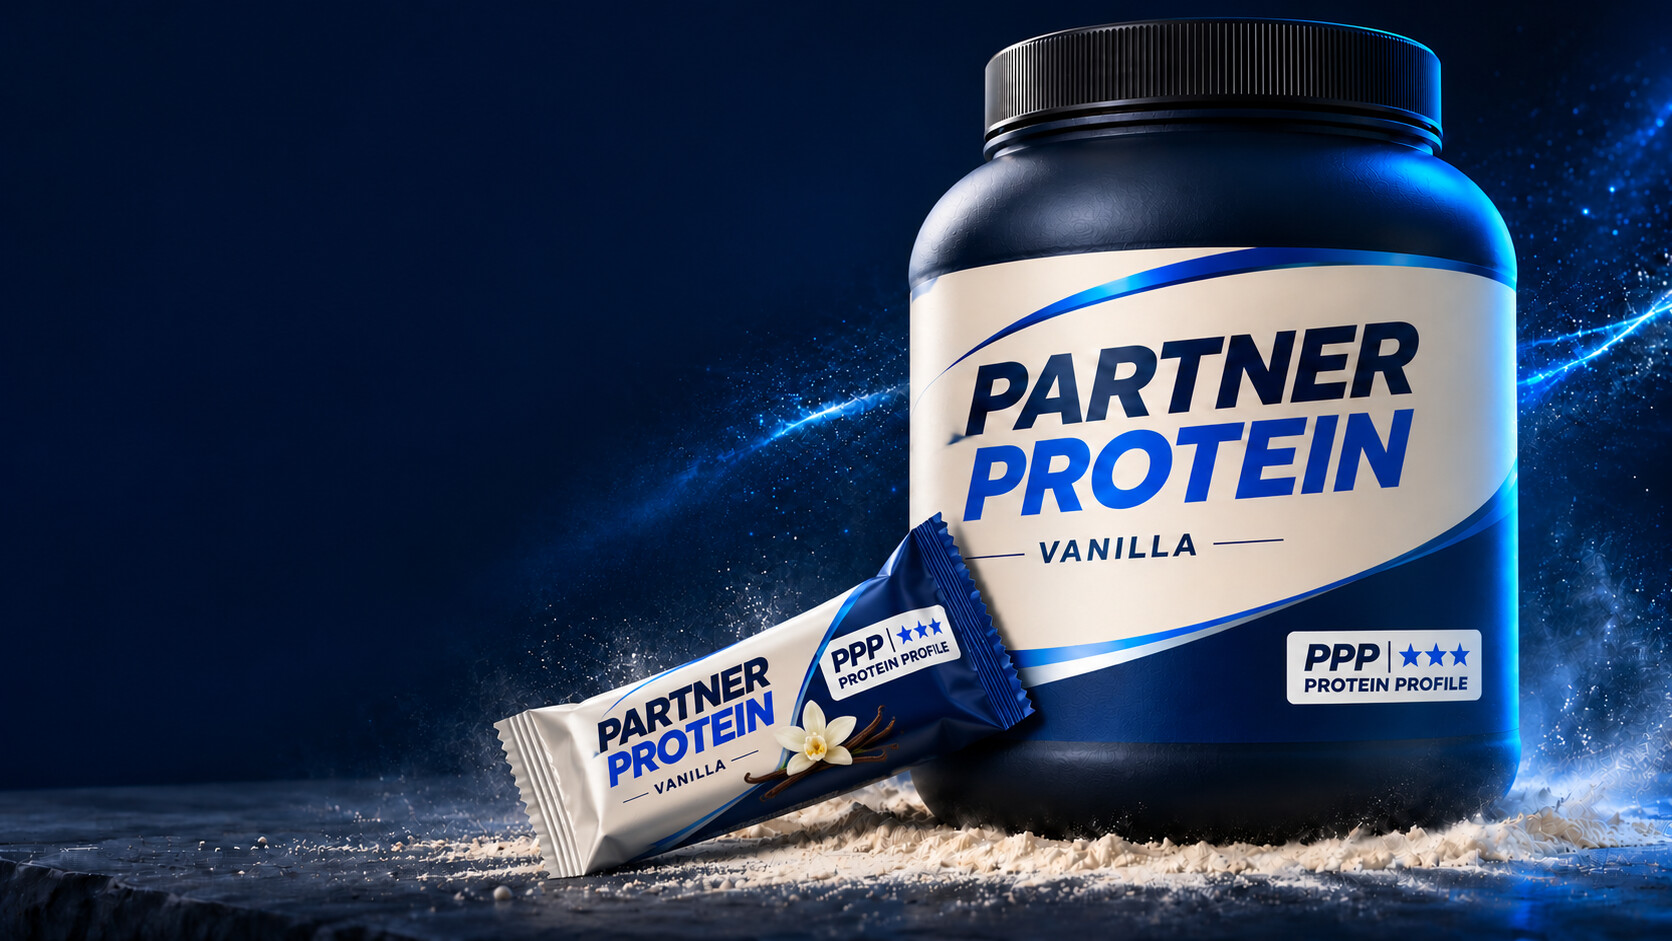 PARTNER
PROTEIN
VANILLA
PPP ★★★
PROTEIN PROFILE
PARTNER
PROTEIN
VANILLA
PPP ★★★
PROTEIN PROFILE